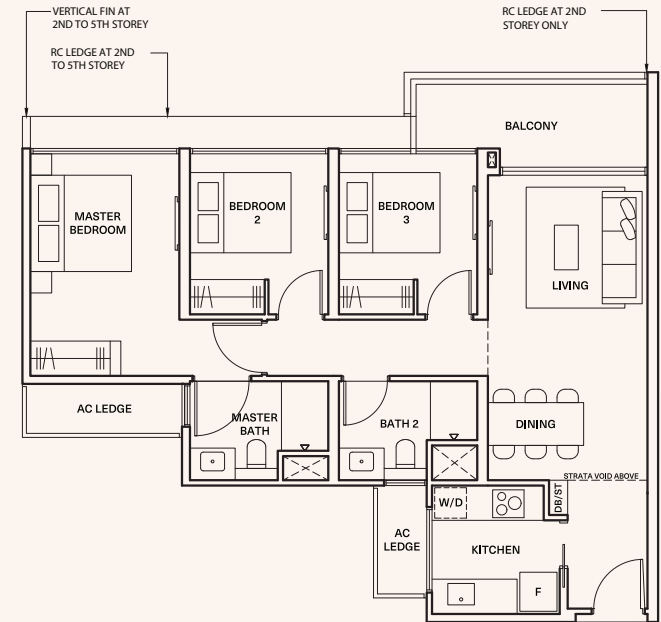 VERTICAL FIN AT
2ND TO 5TH STOREY
RC LEDGE AT 2ND
TO 5TH STOREY
RC LEDGE AT 2ND
STOREY ONLY
BALCONY
MASTER
BEDROOM
BEDROOM
2
BEDROOM
3
LIVING
AC LEDGE
MASTER
BATH
BATH 2
DINING
STRATA VOID ABOVE
W/D
DB/ST
AC
LEDGE
KITCHEN
F